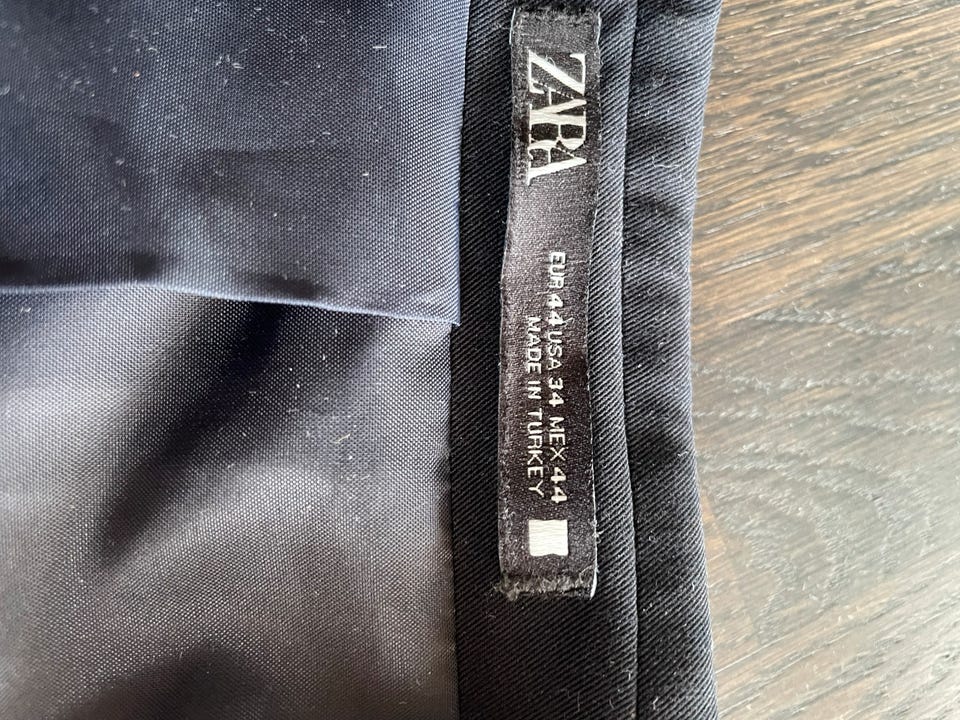 ZARA
EUR 44 USA 34 MEX 44
MADE IN TURKEY